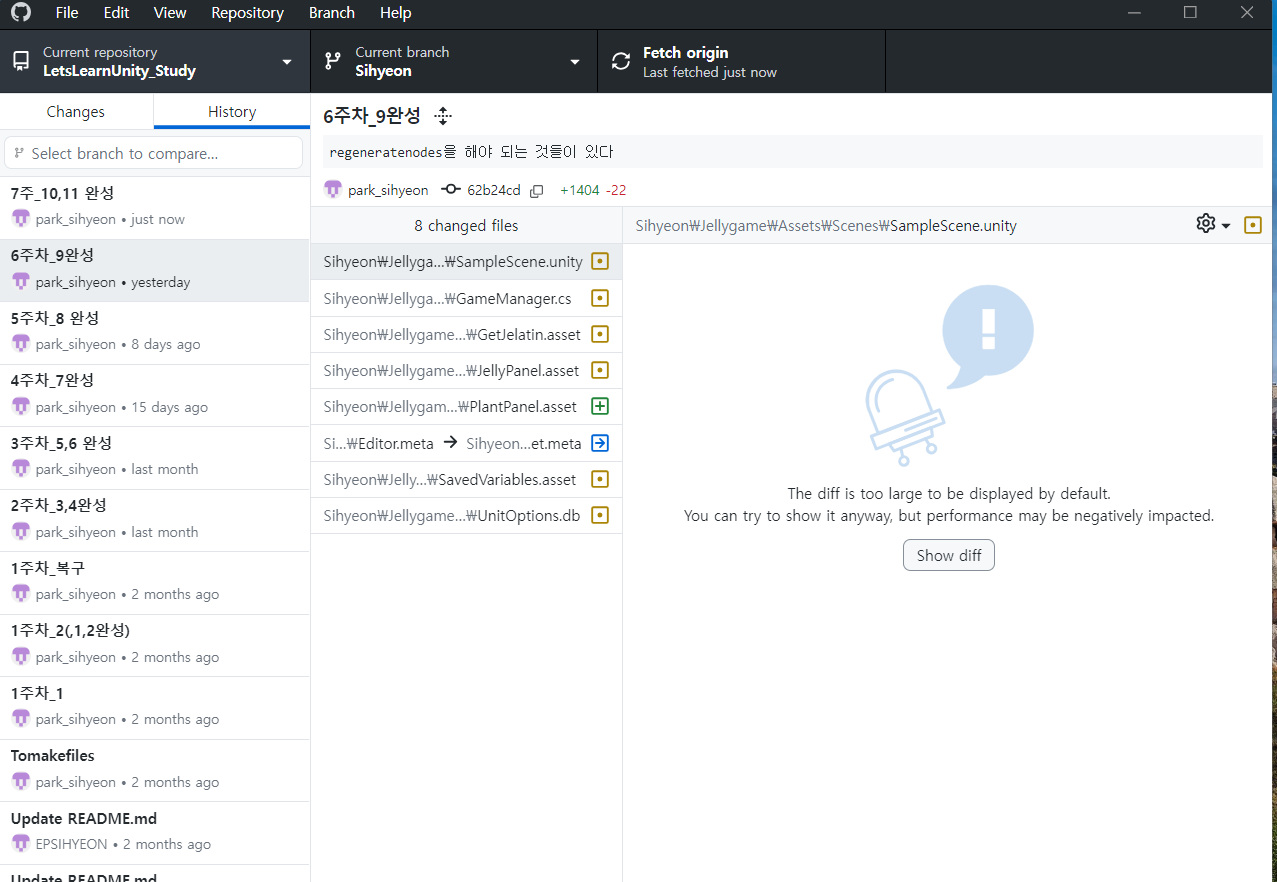 File Edit View Repository Branch Help
Current repository
LetsLearnUnity_Study
Current branch
Sihyeon
Fetch origin
Last fetched just now
Changes
History
Select branch to compare...
7주_10,11 완성
park_sihyeon • just now
6주차_9완성
park_sihyeon • yesterday
5주차_8 완성
park_sihyeon • 8 days ago
4주차_7완성
park_sihyeon • 15 days ago
3주차_5,6 완성
park_sihyeon • last month
2주차_3,4완성
park_sihyeon • last month
1주차_복구
park_sihyeon • 2 months ago
1주차_2(,1,2완성)
park_sihyeon • 2 months ago
1주차_1
park_sihyeon • 2 months ago
Tomakefiles
park_sihyeon • 2 months ago
Update README.md
EPSIHYEON • 2 months ago
Update README.md
6주차_9완성
regeneratenodes을 해야 되는 것들이 있다
park_sihyeon 62b24cd +1404 -22
8 changed files
Sihyeon₩Jellyga...₩SampleScene.unity
Sihyeon₩Jellyga...₩GameManager.cs
Sihyeon₩Jellygame...₩GetJelatin.asset
Sihyeon₩Jellygame...₩JellyPanel.asset
Sihyeon₩Jellygam...₩PlantPanel.asset
Si...₩Editor.meta → Sihyeon...et.meta
Sihyeon₩Jelly...₩SavedVariables.asset
Sihyeon₩Jellygame...₩UnitOptions.db
Sihyeon₩Jellygame₩Assets₩Scenes₩SampleScene.unity
The diff is too large to be displayed by default.
You can try to show it anyway, but performance may be negatively impacted.
Show diff